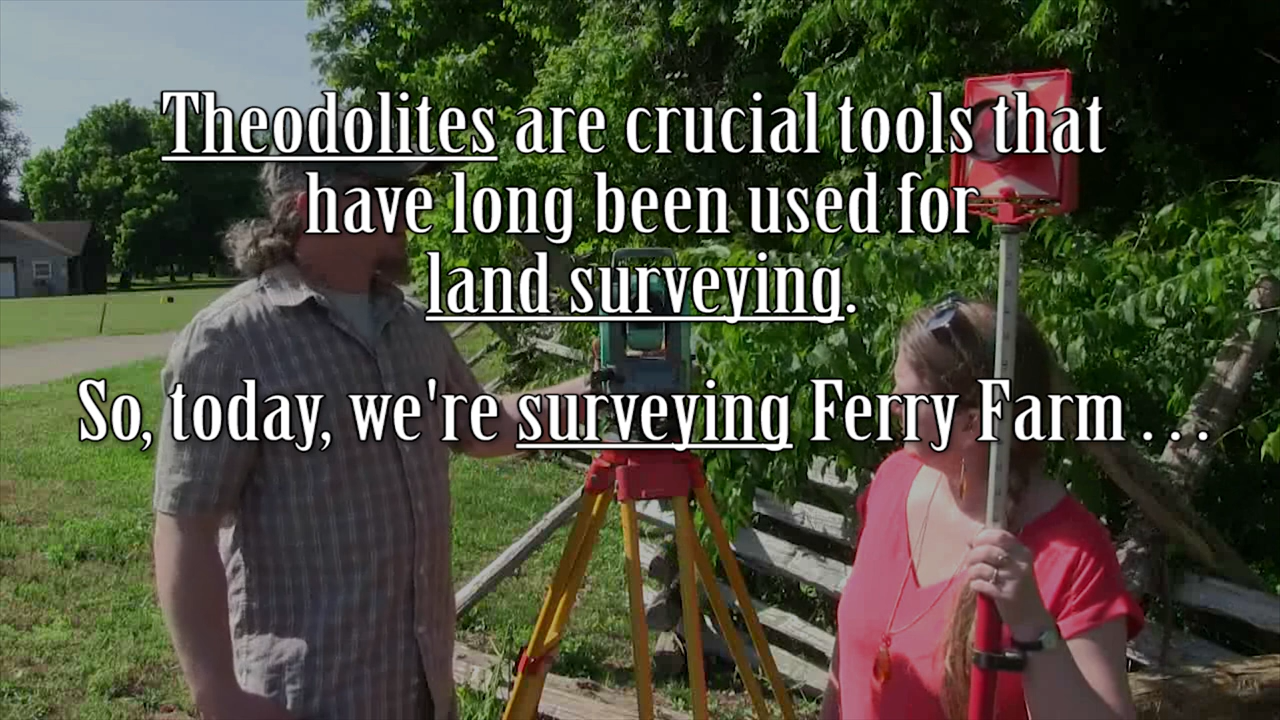 Theodolites are crucial tools that
have long been used for
land surveying.
So, today, we're surveying Ferry Farm . . .